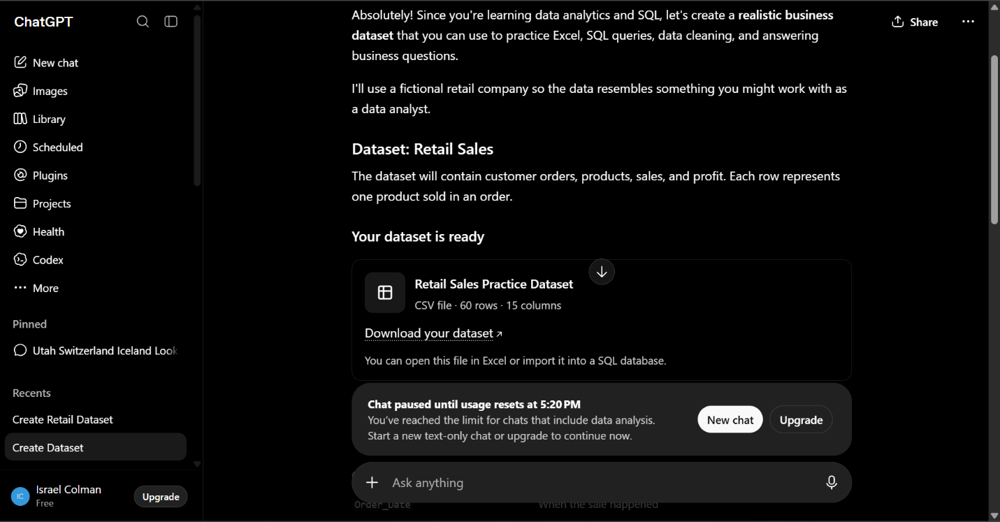 ChatGPT
New chat
Images
Library
Scheduled
Plugins
Projects
Health
Codex
More
Pinned
Utah Switzerland Iceland Look
Recents
Create Retail Dataset
Create Dataset
IC
Israel Colman
Free
Upgrade
Share
Absolutely! Since you're learning data analytics and SQL, let's create a realistic business
dataset that you can use to practice Excel, SQL queries, data cleaning, and answering
business questions.
I'll use a fictional retail company so the data resembles something you might work with as
a data analyst.
Dataset: Retail Sales
The dataset will contain customer orders, products, sales, and profit. Each row represents
one product sold in an order.
Your dataset is ready
Retail Sales Practice Dataset
CSV file · 60 rows · 15 columns
Download your dataset ↗
You can open this file in Excel or import it into a SQL database.
Chat paused until usage resets at 5:20 PM
You've reached the limit for chats that include data analysis.
Start a new text-only chat or upgrade to continue now.
New chat
Upgrade
Ask anything
Order_Date When the sale happened